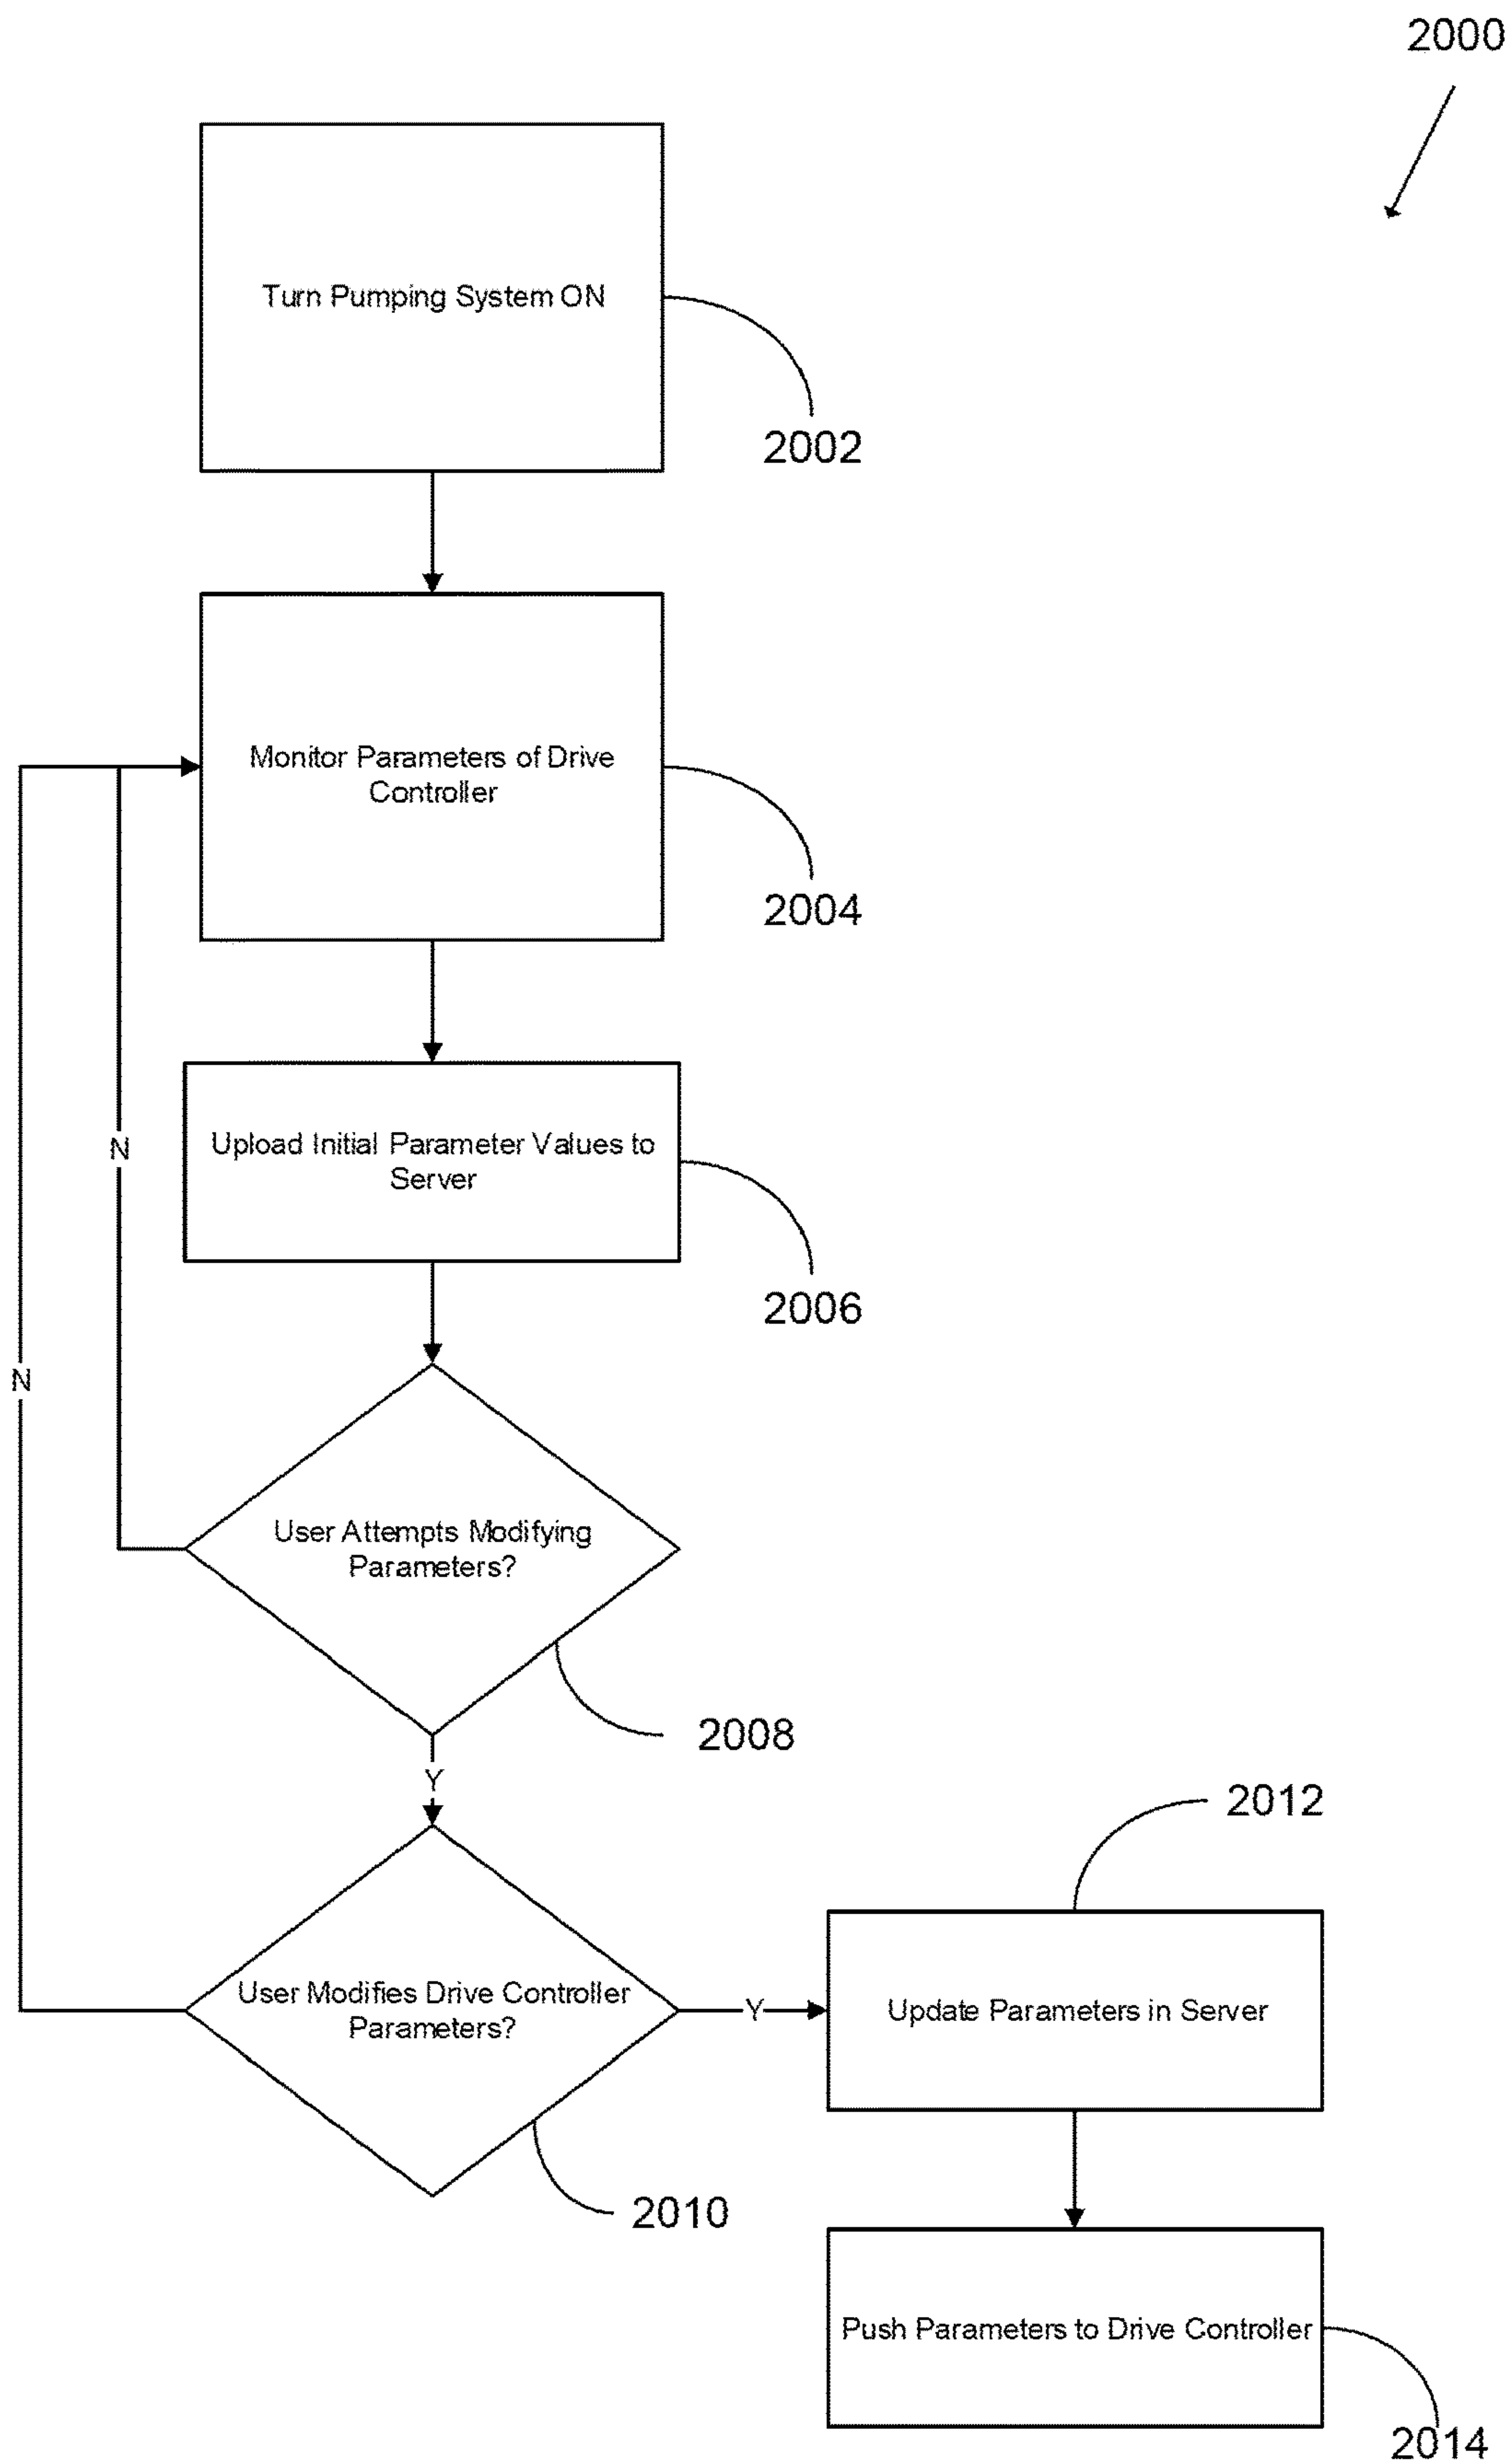 2000
Turn Pumping System ON
2002
Monitor Parameters of Drive
Controller
2004
Upload Initial Parameter Values to
Server
2006
N
N
User Attempts Modifying
Parameters?
2008
Y
2012
User Modifies Drive Controller
Parameters?
Y
Update Parameters in Server
2010
Push Parameters to Drive Controller
2014